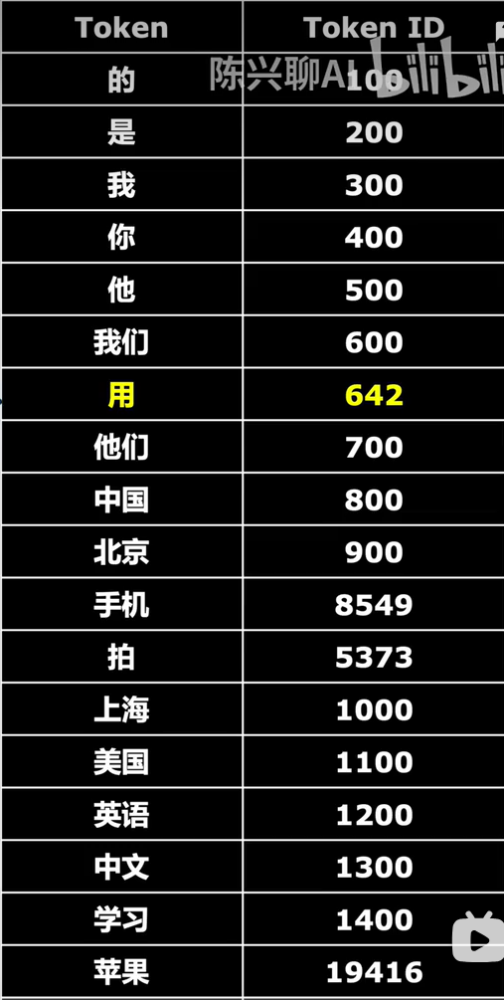 Token Token ID
陈兴聊AI bilibili
的 100
是 200
我 300
你 400
他 500
我们 600
用 642
他们 700
中国 800
北京 900
手机 8549
拍 5373
上海 1000
美国 1100
英语 1200
中文 1300
学习 1400
苹果 19416